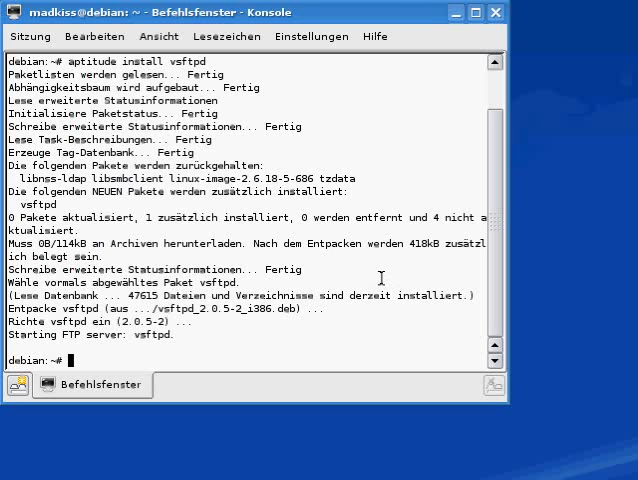 madkiss@debian: ~ - Befehlsfenster - Konsole
Sitzung Bearbeiten Ansicht Lesezeichen Einstellungen Hilfe
debian:~# aptitude install vsftpd
Paketlisten werden gelesen... Fertig
Abhängigkeitsbaum wird aufgebaut... Fertig
Lese erweiterte Statusinformationen
Initialisiere Paketstatus... Fertig
Schreibe erweiterte Statusinformationen... Fertig
Lese Task-Beschreibungen... Fertig
Erzeuge Tag-Datenbank... Fertig
Die folgenden Pakete werden zurückgehalten:
libnss-ldap libsmbclient linux-image-2.6.18-5-686 tzdata
Die folgenden NEUEN Pakete werden zusätzlich installiert:
vsftpd
0 Pakete aktualisiert, 1 zusätzlich installiert, 0 werden entfernt und 4 nicht a
ktualisiert.
Muss 0B/114kB an Archiven herunterladen. Nach dem Entpacken werden 418kB zusätzl
ich belegt sein.
Schreibe erweiterte Statusinformationen... Fertig
Wähle vormals abgewähltes Paket vsftpd.
(Lese Datenbank ... 47615 Dateien und Verzeichnisse sind derzeit installiert.)
Entpacke vsftpd (aus .../vsftpd_2.0.5-2_i386.deb) ...
Richte vsftpd ein (2.0.5-2) ...
Starting FTP server: vsftpd.
debian:~#
Befehlsfenster